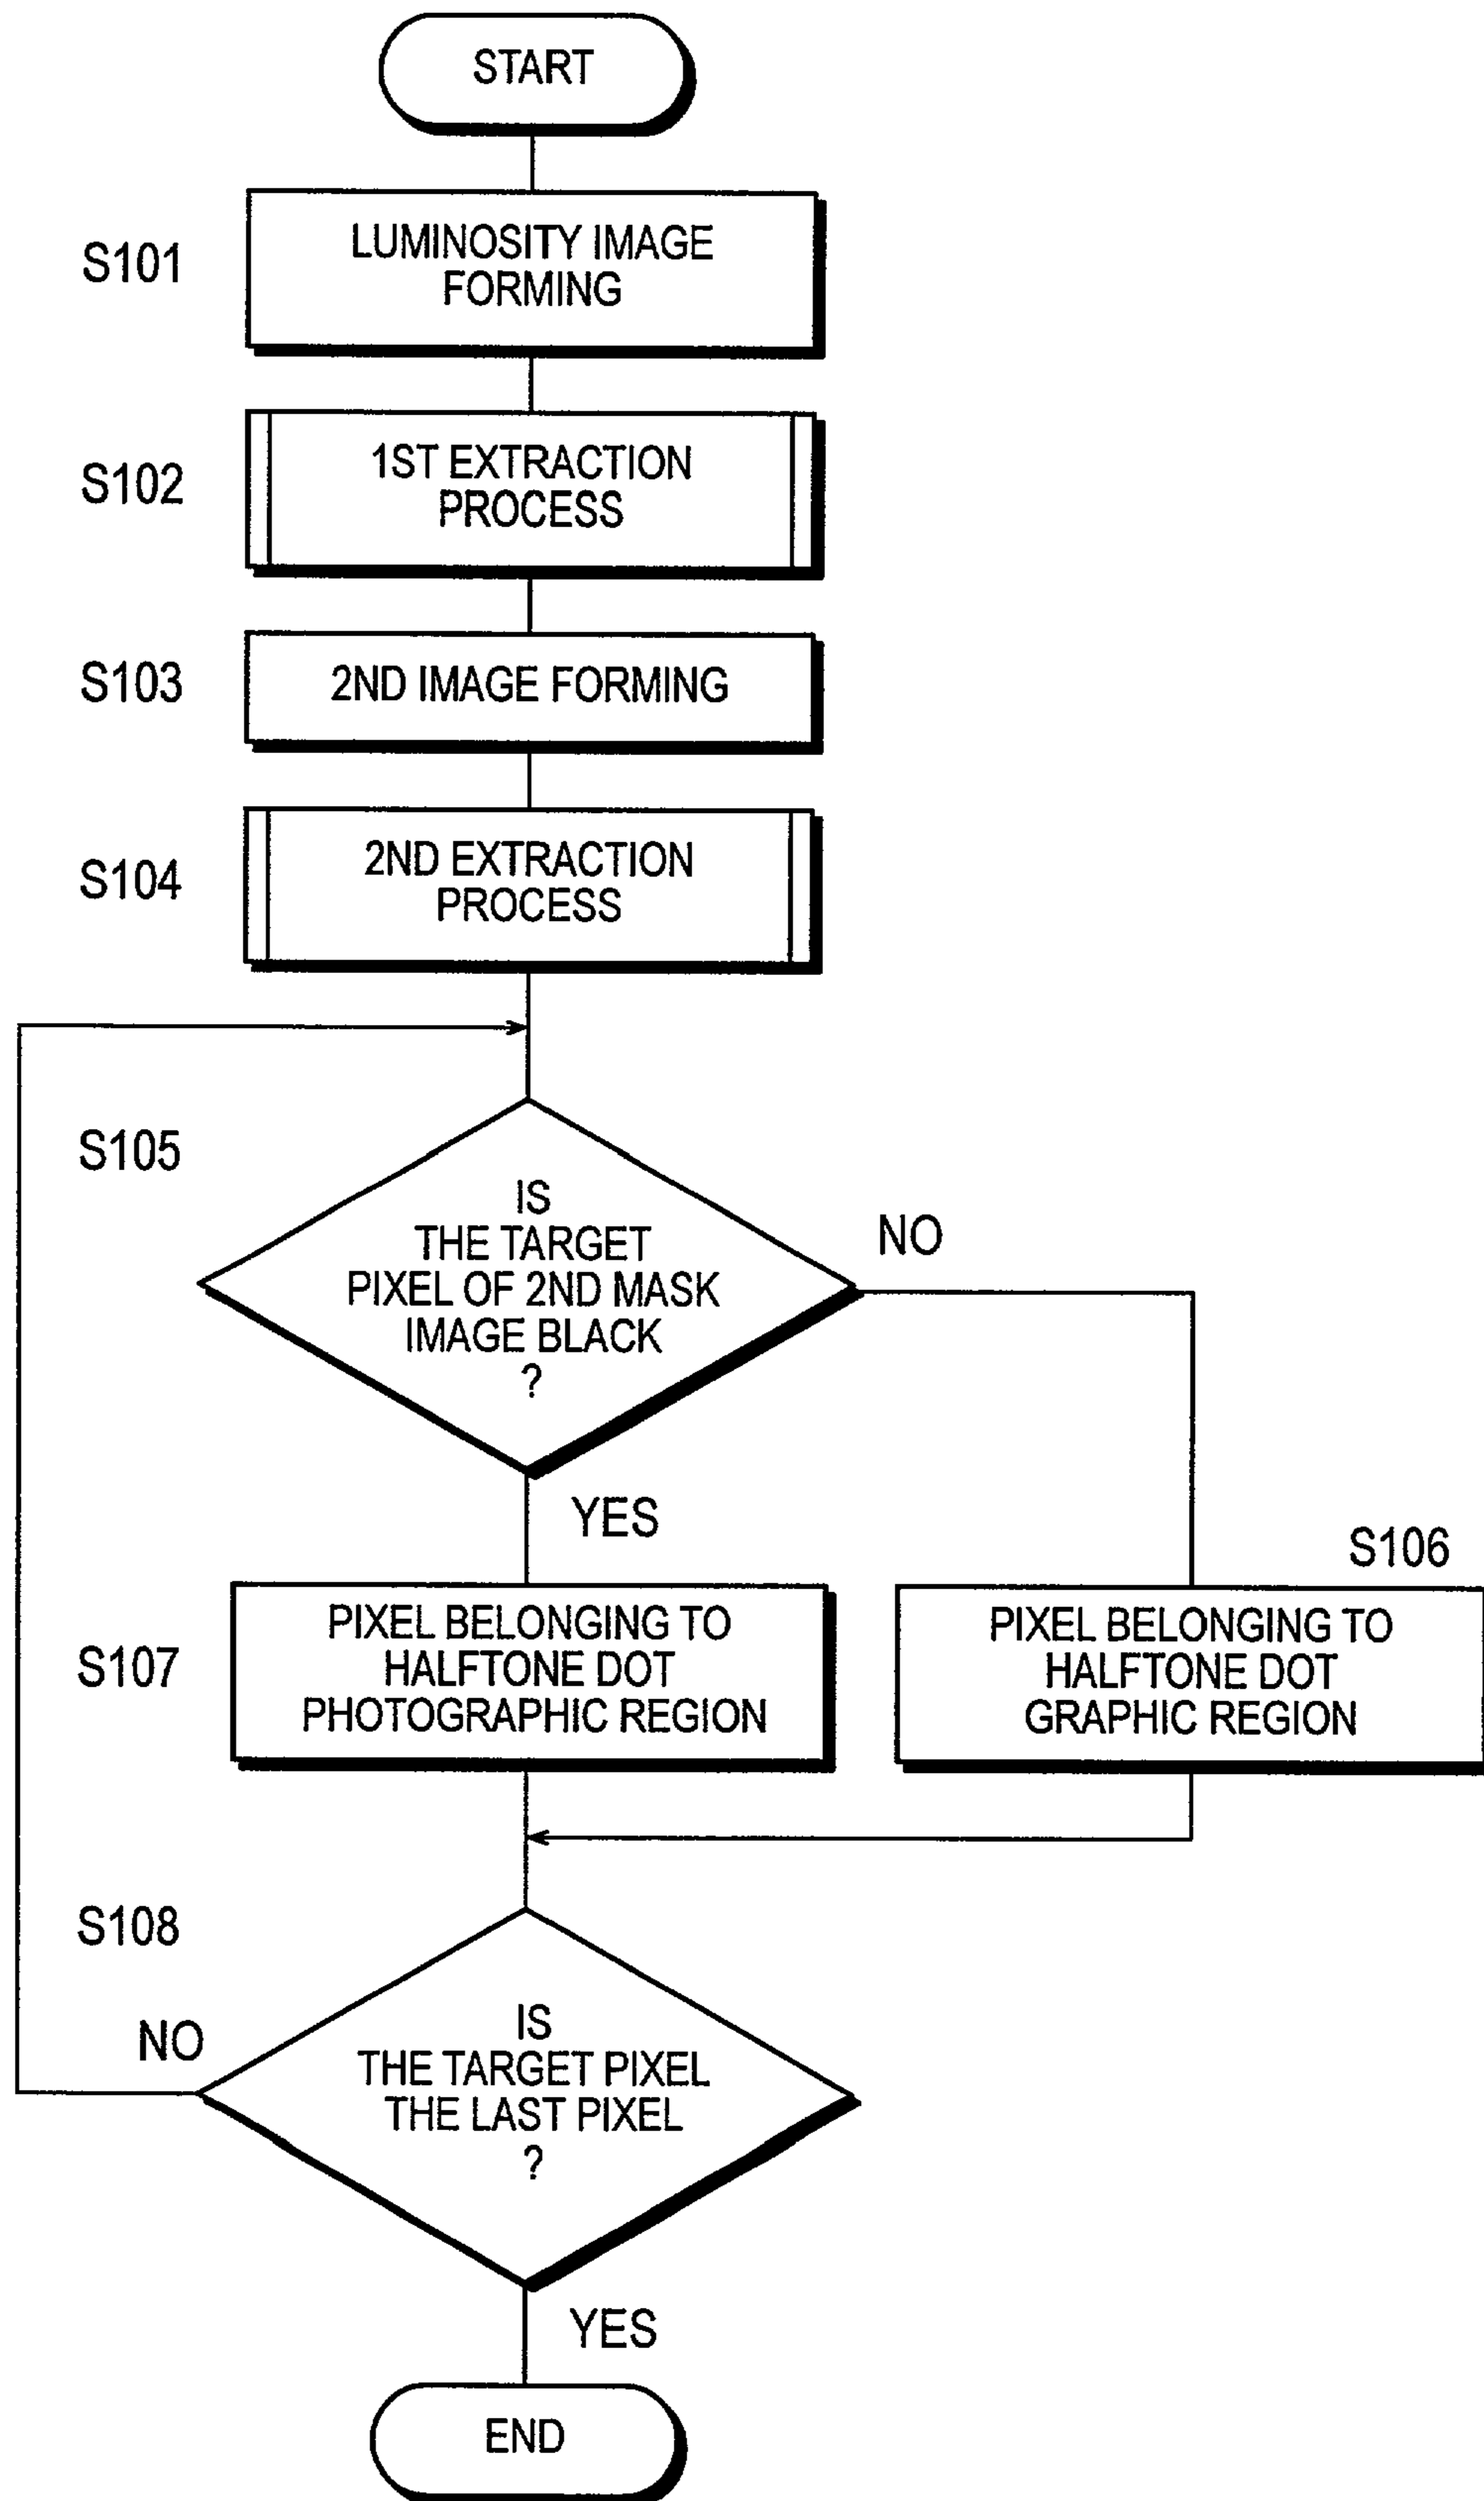 START
S101
LUMINOSITY IMAGE
FORMING
S102
1ST EXTRACTION
PROCESS
S103
2ND IMAGE FORMING
S104
2ND EXTRACTION
PROCESS
S105
IS
THE TARGET
PIXEL OF 2ND MASK
IMAGE BLACK
?
NO
YES
S106
PIXEL BELONGING TO
HALFTONE DOT
GRAPHIC REGION
S107
PIXEL BELONGING TO
HALFTONE DOT
PHOTOGRAPHIC REGION
S108
IS
THE TARGET PIXEL
THE LAST PIXEL
?
NO
YES
END